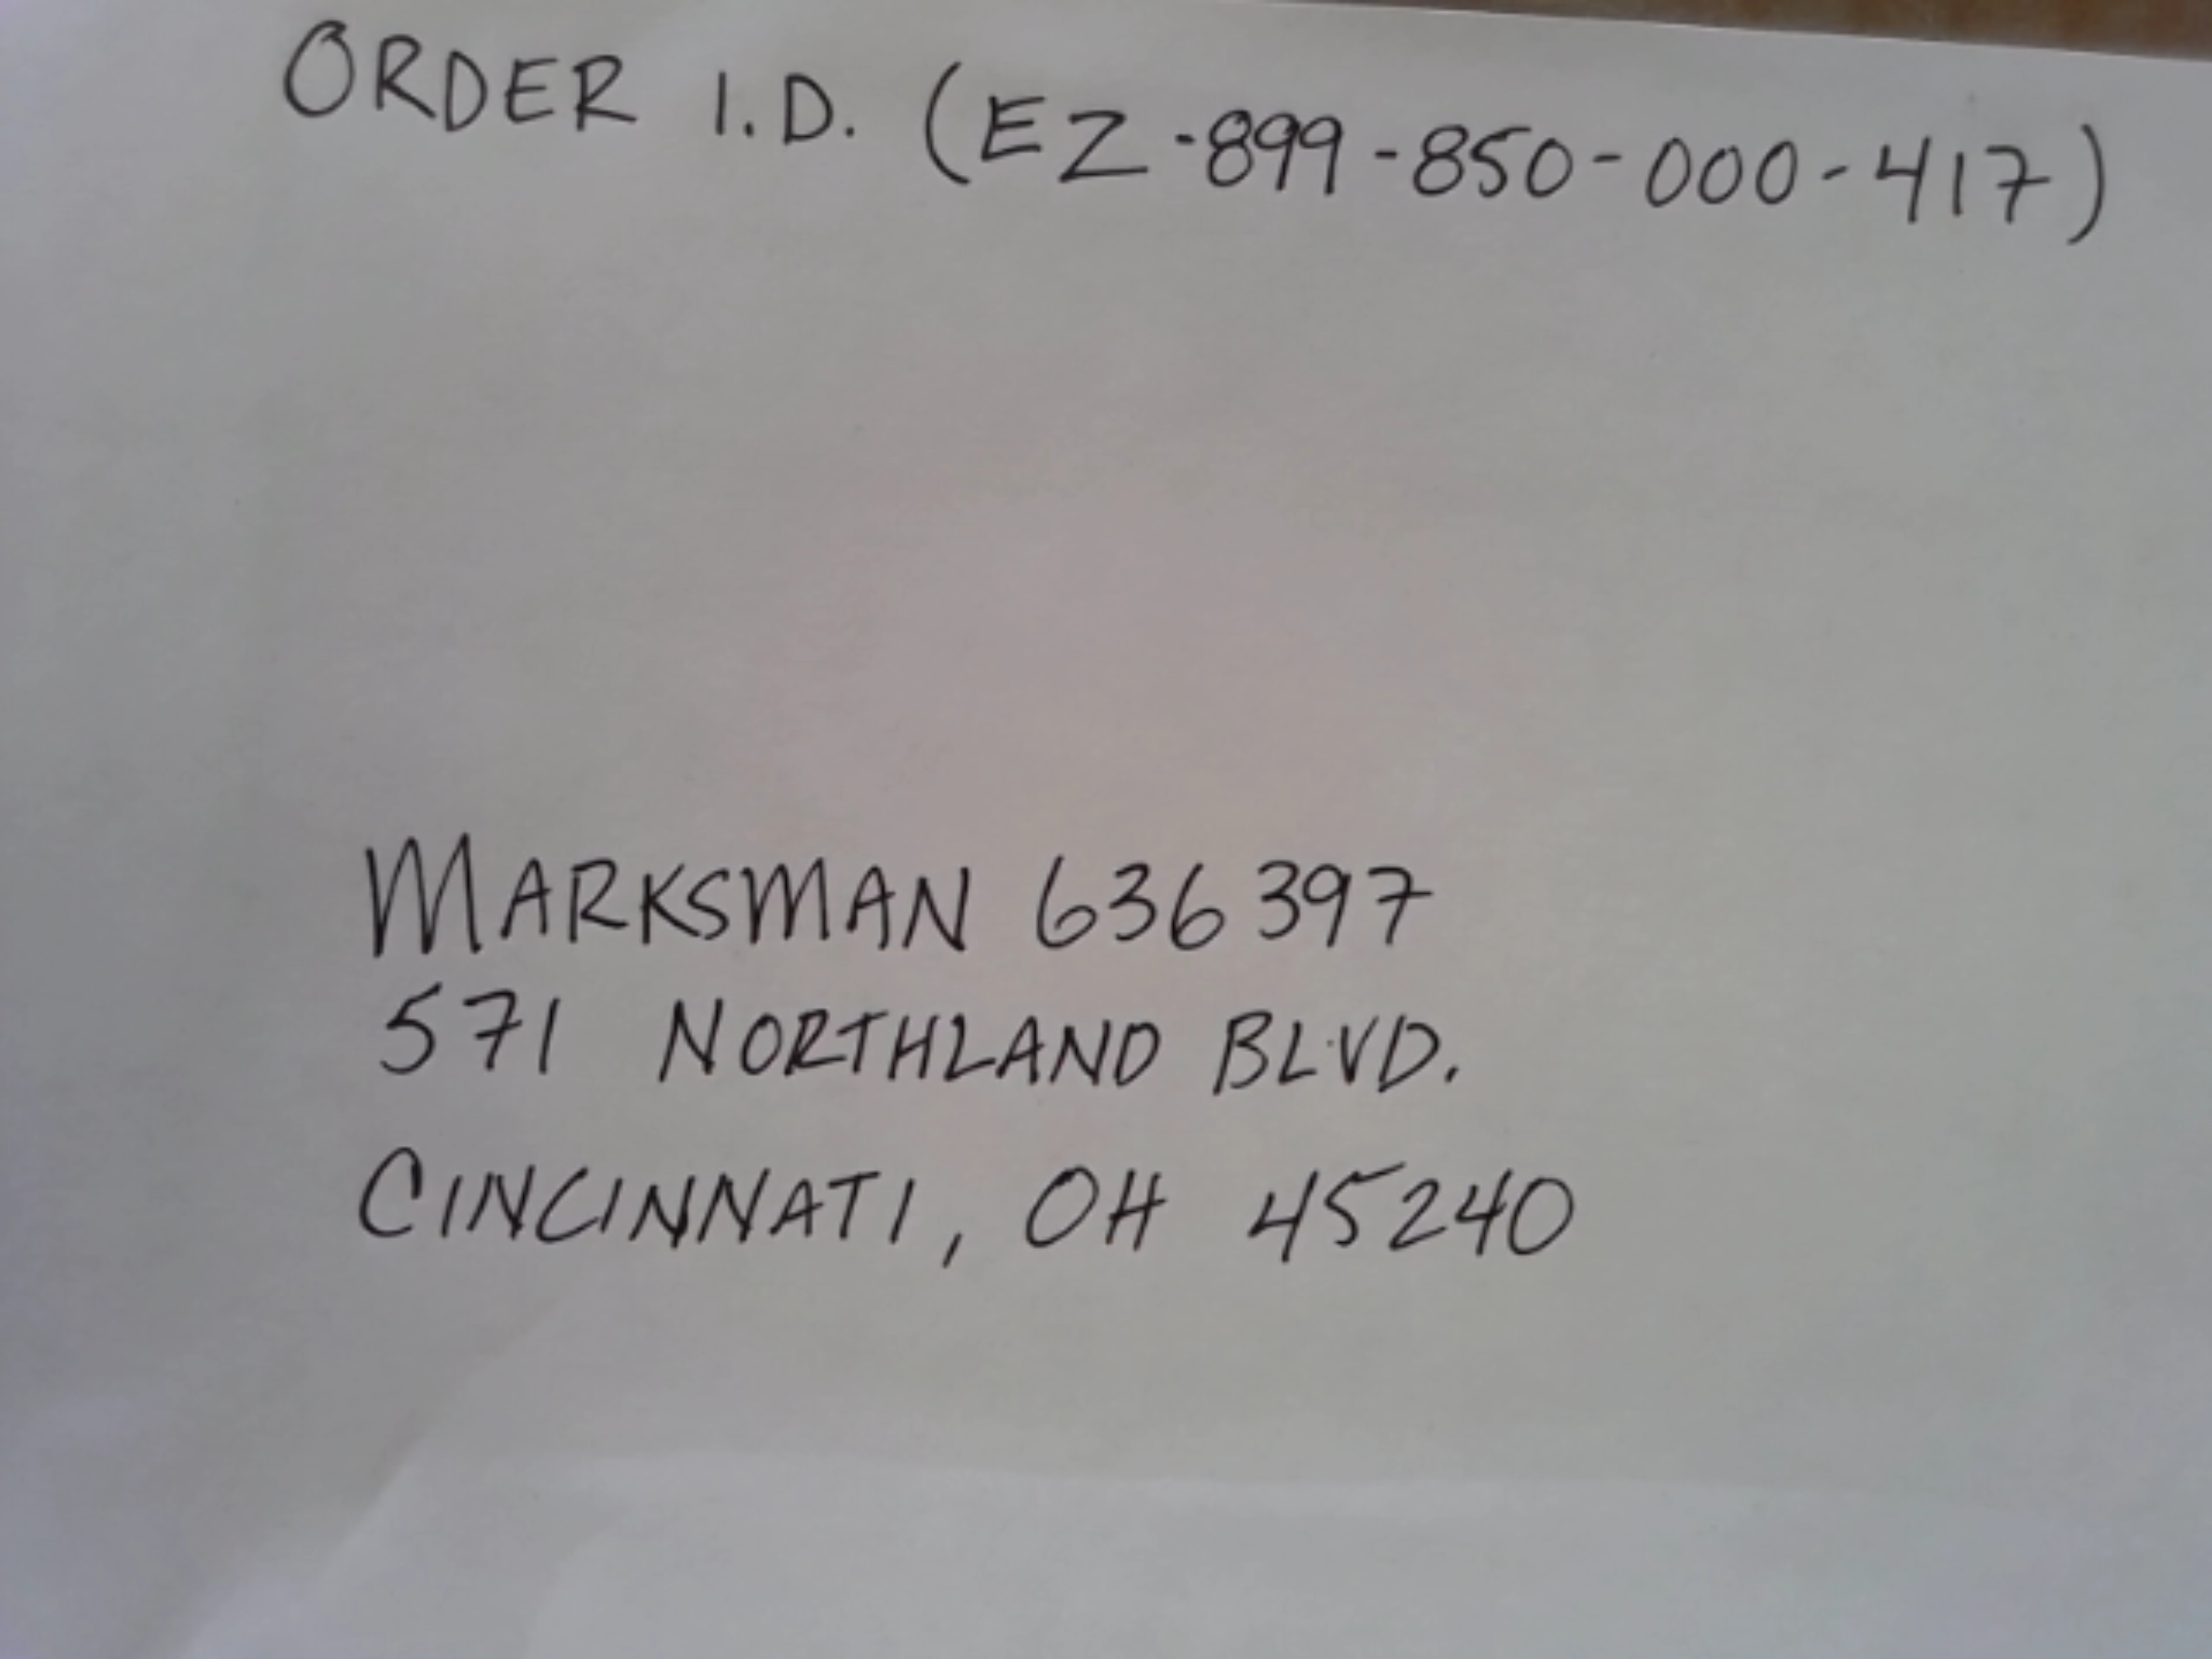 ORDER I.D. (EZ-899-850-000-417)
MARKSMAN 636397
571 NORTHLAND BLVD.
CINCINNATI, OH 45240